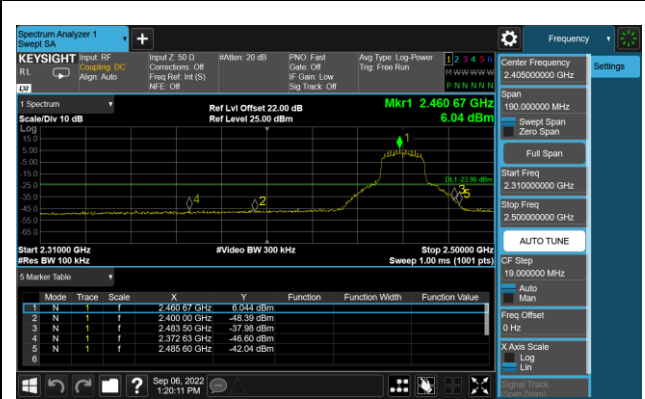 Spectrum Analyzer 1
Swept SA
Frequency
KEYSIGHT Input: RF Input Z: 50 Ω #Atten: 20 dB PNO: Fast Avg Type: Log-Power 1 2 3 4 5 6
RL Coupling: DC Corrections: Off Gate: Off Trig: Free Run M W W W W W
Align: Auto Freq Ref: Int (S) IF Gain: Low
NFE: Off Sig Track: Off P N N N N N
LXI
Center Frequency
2.405000000 GHz
Settings
1 Spectrum
Ref Lvl Offset 22.00 dB
Mkr1 2.460 67 GHz
Scale/Div 10 dB
Ref Level 25.00 dBm
6.04 dBm
Log
15.0
5.00
-5.00
-15.0
-25.0
-35.0
-45.0
-55.0
-65.0
1
DL1 -23.96 dBm
4
2
3
5
Start 2.31000 GHz #Video BW 300 kHz Stop 2.50000 GHz
#Res BW 100 kHz Sweep 1.00 ms (1001 pts)
Span
190.000000 MHz
Swept Span
Zero Span
Full Span
Start Freq
2.310000000 GHz
Stop Freq
2.500000000 GHz
AUTO TUNE
CF Step
19.000000 MHz
Auto
Man
Freq Offset
0 Hz
X Axis Scale
Log
Lin
Signal Track
(Span Zoom)
5 Marker Table
Mode Trace Scale X Y Function Function Width Function Value
1 N 1 f 2.460 67 GHz 6.044 dBm
2 N 1 f 2.400 00 GHz -48.39 dBm
3 N 1 f 2.483 50 GHz -37.98 dBm
4 N 1 f 2.372 63 GHz -46.60 dBm
5 N 1 f 2.485 60 GHz -42.04 dBm
6
Sep 06, 2022
1:20:11 PM